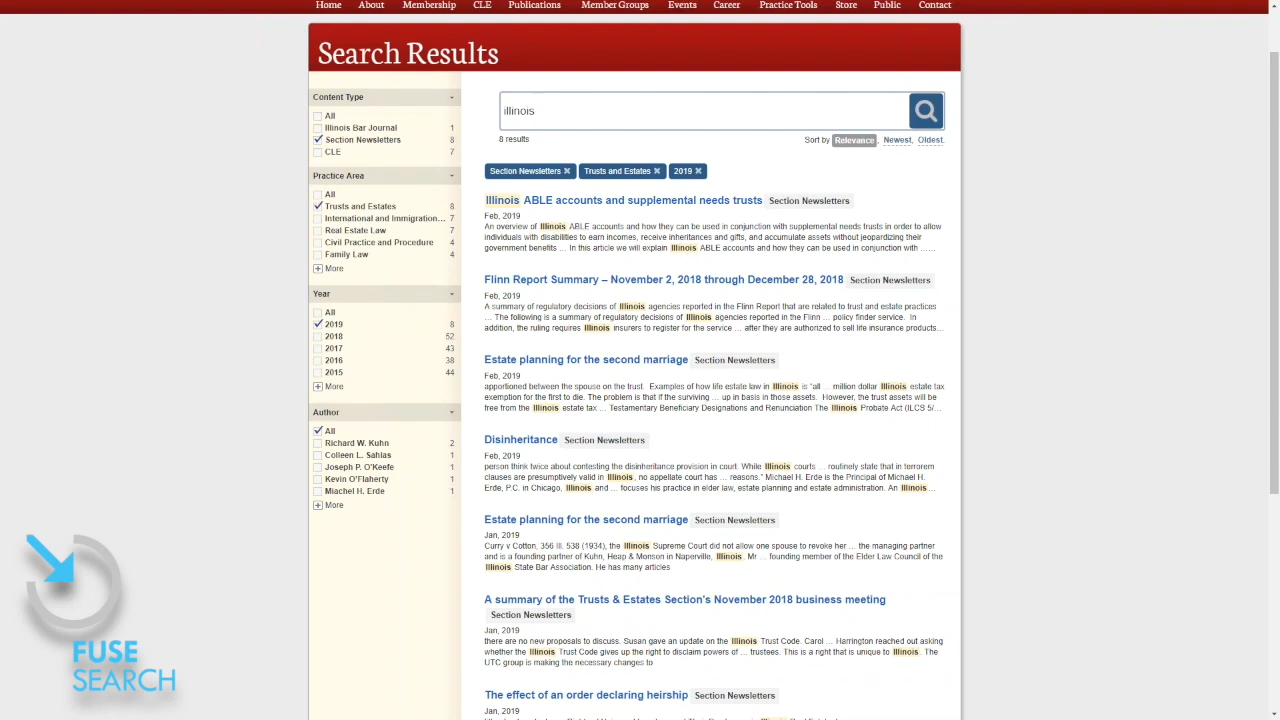 Home About Membership CLE Publications Member Groups Events Career Practice Tools Store Public Contact
Search Results
Content Type
All
Illinois Bar Journal 1
Section Newsletters 8
CLE 7
Practice Area
All
Trusts and Estates 8
International and Immigration... 7
Real Estate Law 7
Civil Practice and Procedure 4
Family Law 4
More
Year
All
2019 8
2018 52
2017 43
2016 38
2015 44
More
Author
All
Richard W. Kuhn 2
Colleen L. Sahlas 1
Joseph P. O'Keefe 1
Kevin O'Flaherty 1
Miachel H. Erde 1
More
illinois
8 results
Sort by Relevance, Newest, Oldest.
Section Newsletters ✖ Trusts and Estates ✖ 2019 ✖
Illinois ABLE accounts and supplemental needs trusts Section Newsletters
Feb, 2019
An overview of Illinois ABLE accounts and how they can be used in conjunction with supplemental needs trusts in order to allow
individuals with disabilities to earn incomes, receive inheritances and gifts, and accumulate assets without jeopardizing their
government benefits ... In this article we will explain Illinois ABLE accounts and how they can be used in conjunction with ......
Flinn Report Summary – November 2, 2018 through December 28, 2018 Section Newsletters
Feb, 2019
A summary of regulatory decisions of Illinois agencies reported in the Flinn Report that are related to trust and estate practices
... The following is a summary of regulatory decisions of Illinois agencies reported in the Flinn ... policy finder service. In
addition, the ruling requires Illinois insurers to register for the service ... after they are authorized to sell life insurance products...
Estate planning for the second marriage Section Newsletters
Feb, 2019
apportioned between the spouse on the trust. Examples of how life estate law in Illinois is “all ... million dollar Illinois estate tax
exemption for the first to die. The problem is that if the surviving ... up in basis in those assets. However, the trust assets will be
free from the Illinois estate tax ... Testamentary Beneficiary Designations and Renunciation The Illinois Probate Act (ILCS 5/...
Disinheritance Section Newsletters
Feb, 2019
person think twice about contesting the disinheritance provision in court. While Illinois courts ... routinely state that in terrorem
clauses are presumptively valid in Illinois, no appellate court has ... reasons.” Michael H. Erde is the Principal of Michael H.
Erde, P.C. in Chicago, Illinois and ... focuses his practice in elder law, estate planning and estate administration. An Illinois...
Estate planning for the second marriage Section Newsletters
Jan, 2019
Curry v Cotton, 356 Ill. 538 (1934), the Illinois Supreme Court did not allow one spouse to revoke her ... the managing partner
and is a founding partner of Kuhn, Heap & Monson in Naperville, Illinois. Mr ... founding member of the Elder Law Council of the
Illinois State Bar Association. He has many articles
A summary of the Trusts & Estates Section's November 2018 business meeting
Section Newsletters
Jan, 2019
there are no new proposals to discuss. Susan gave an update on the Illinois Trust Code. Carol ... Harrington reached out asking
whether the Illinois Trust Code gives up the right to disclaim powers of ... trustees. This is a right that is unique to Illinois. The
UTC group is making the necessary changes to
The effect of an order declaring heirship Section Newsletters
Jan, 2019
FUSE
SEARCH